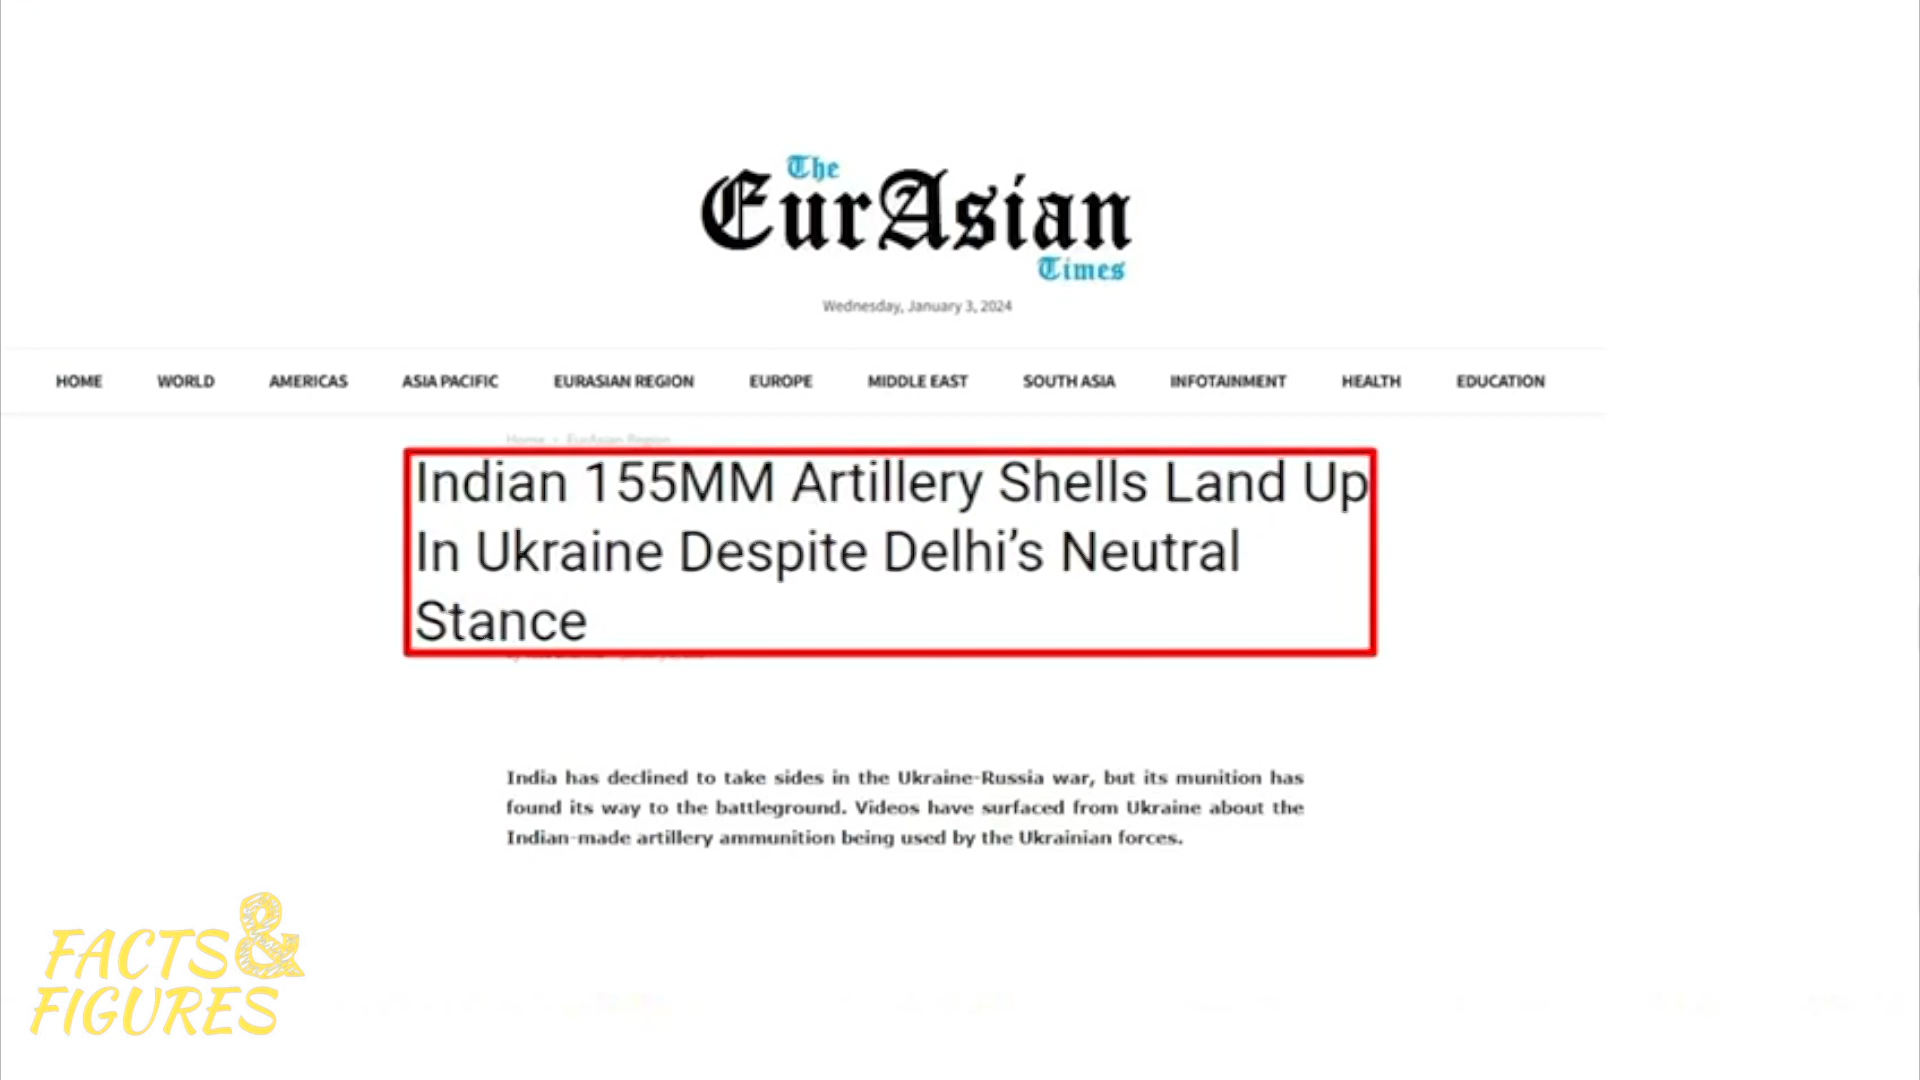 The
EurAsian
Times
Wednesday, January 3, 2024
HOME WORLD AMERICAS ASIA PACIFIC EURASIAN REGION EUROPE MIDDLE EAST SOUTH ASIA INFOTAINMENT HEALTH EDUCATION
Home EurAsian Region
Indian 155MM Artillery Shells Land Up
In Ukraine Despite Delhi’s Neutral
Stance
India has declined to take sides in the Ukraine-Russia war, but its munition has
found its way to the battleground. Videos have surfaced from Ukraine about the
Indian-made artillery ammunition being used by the Ukrainian forces.
FACTS &
FIGURES